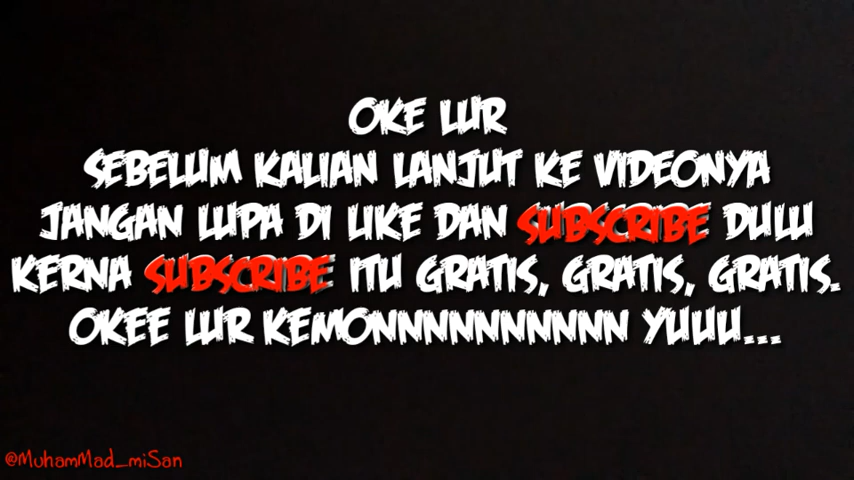 OKE LUR
SEBELUM KALIAN LANJUT KE VIDEONYA
JANGAN LUPA DI LIKE DAN SUBSCRIBE DULU
KERNA SUBSCRIBE ITU GRATIS, GRATIS, GRATIS.
OKEE LUR KEMONNNNNNNNNNN YUUU...
@MuhamMad_miSan